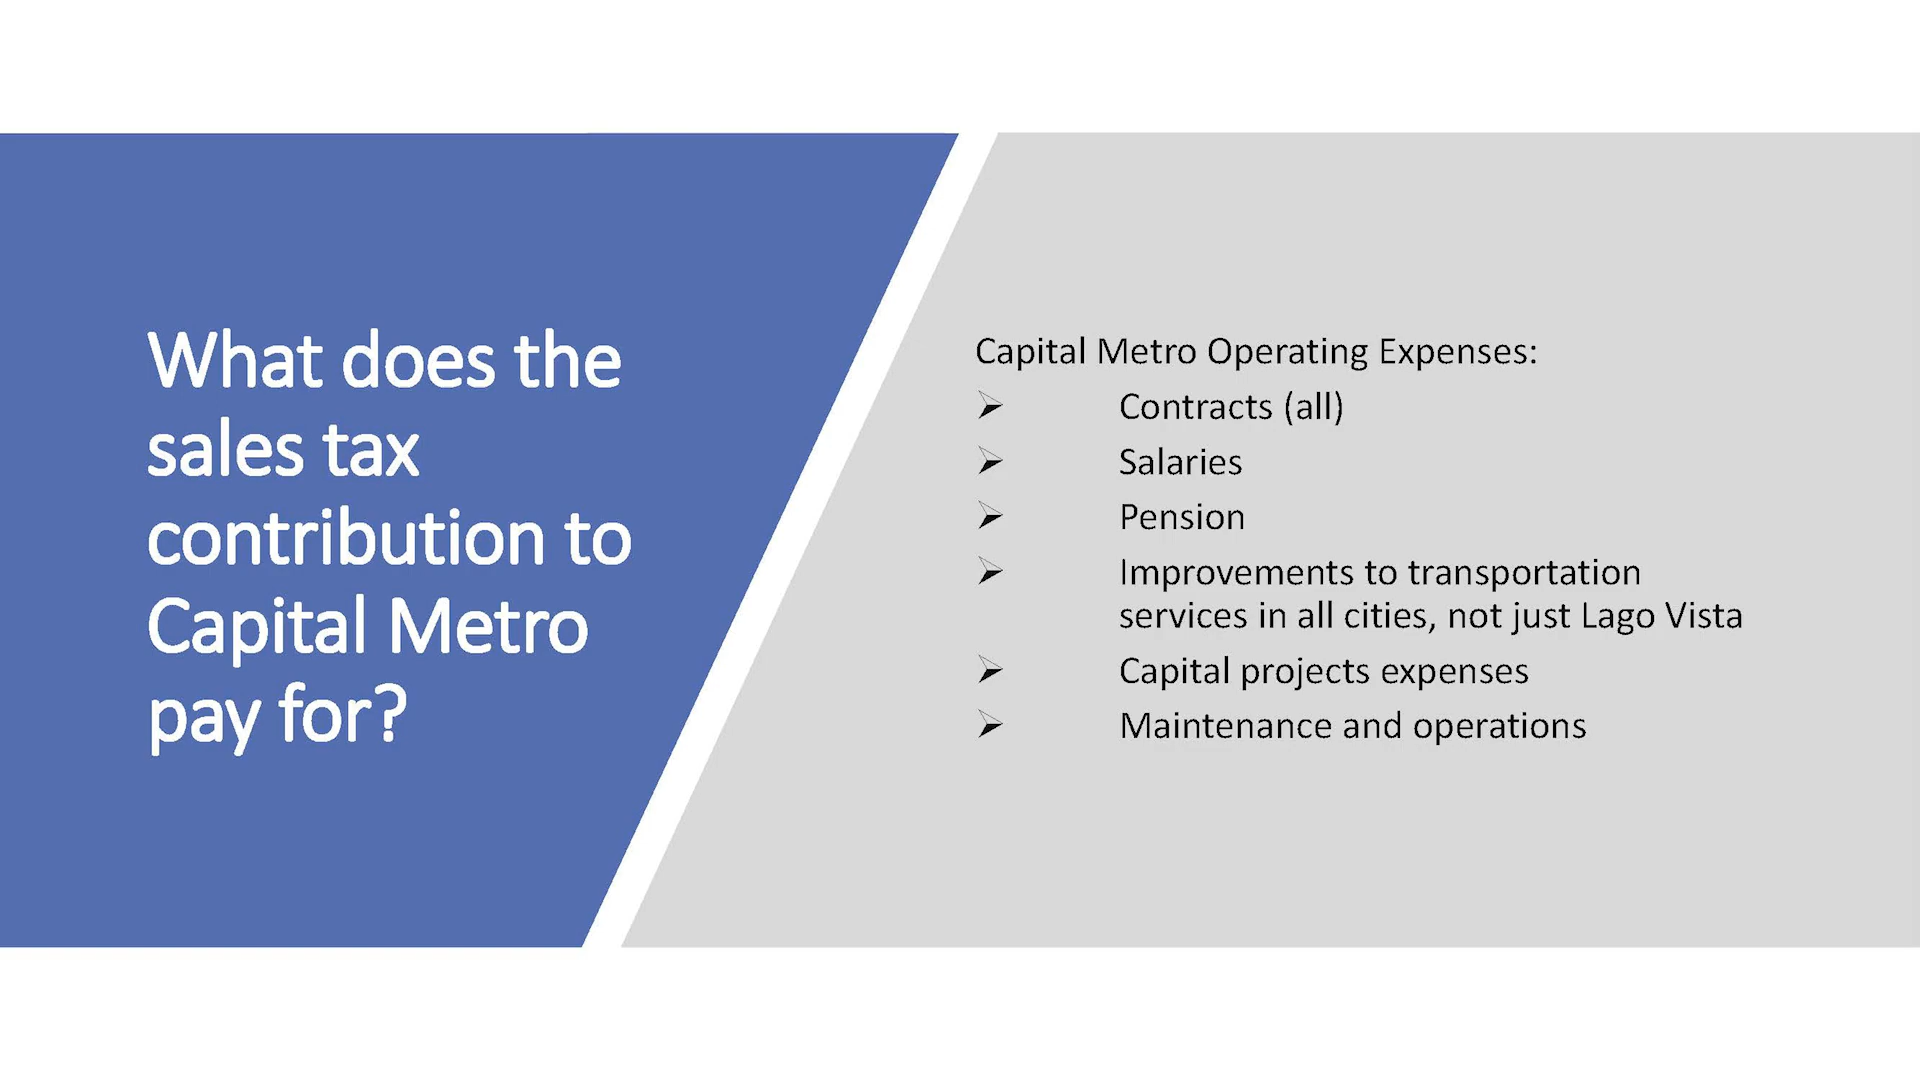 What does the
sales tax
contribution to
Capital Metro
pay for?
Capital Metro Operating Expenses:
Contracts (all)
Salaries
Pension
Improvements to transportation
services in all cities, not just Lago Vista
Capital projects expenses
Maintenance and operations